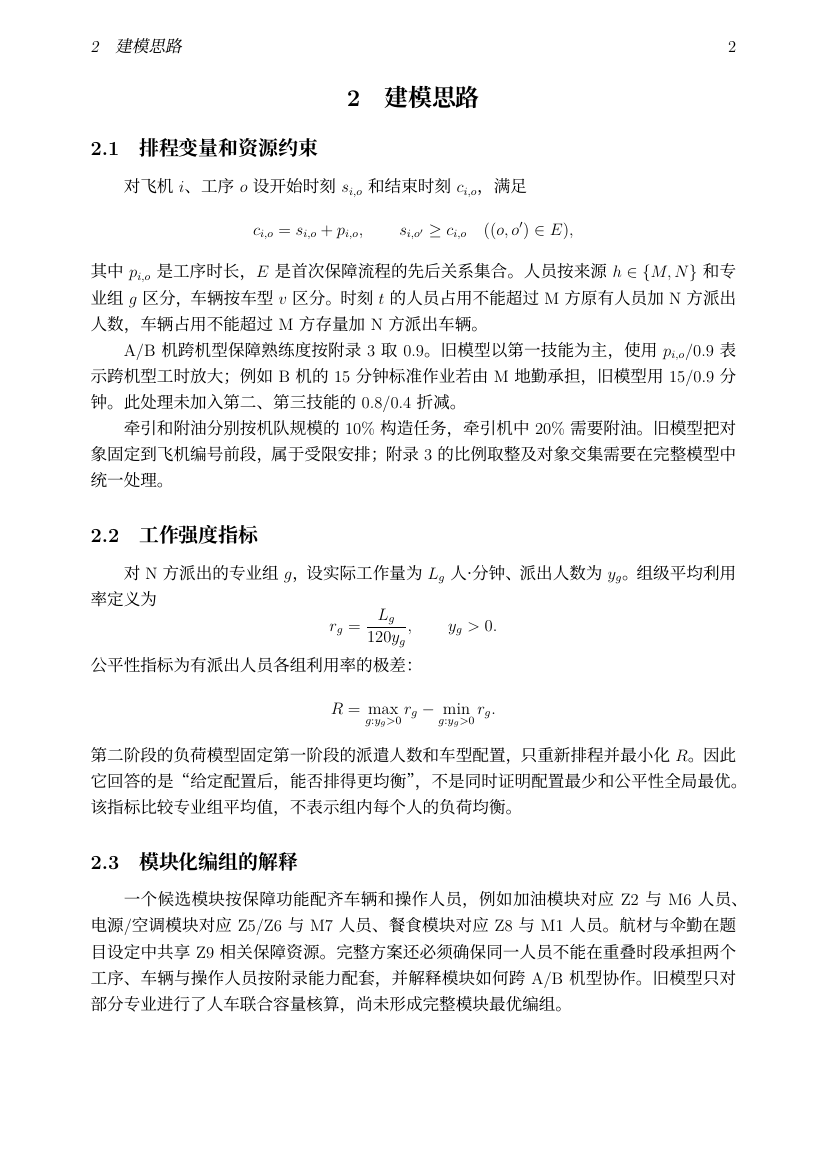 2 建模思路 2
2 建模思路
2.1 排程变量和资源约束
对飞机 i、工序 o 设开始时刻 s_{i,o} 和结束时刻 c_{i,o}，满足
c_{i,o} = s_{i,o} + p_{i,o}, s_{i,o′} ≥ c_{i,o} ((o, o′) ∈ E),
其中 p_{i,o} 是工序时长，E 是首次保障流程的先后关系集合。人员按来源 h ∈ {M, N} 和专
业组 g 区分，车辆按车型 v 区分。时刻 t 的人员占用不能超过 M 方原有人员加 N 方派出
人数，车辆占用不能超过 M 方存量加 N 方派出车辆。
A/B 机跨机型保障熟练度按附录 3 取 0.9。旧模型以第一技能为主，使用 p_{i,o}/0.9 表
示跨机型工时放大；例如 B 机的 15 分钟标准作业若由 M 地勤承担，旧模型用 15/0.9 分
钟。此处理未加入第二、第三技能的 0.8/0.4 折减。
牵引和附油分别按机队规模的 10% 构造任务，牵引机中 20% 需要附油。旧模型把对
象固定到飞机编号前段，属于受限安排；附录 3 的比例取整及对象交集需要在完整模型中
统一处理。
2.2 工作强度指标
对 N 方派出的专业组 g，设实际工作量为 L_g 人·分钟、派出人数为 y_g。组级平均利用
率定义为
r_g = L_g / 120y_g, y_g > 0.
公平性指标为有派出人员各组利用率的极差：
R = max_{g:y_g>0} r_g − min_{g:y_g>0} r_g.
第二阶段的负荷模型固定第一阶段的派遣人数和车型配置，只重新排程并最小化 R。因此
它回答的是“给定配置后，能否排得更均衡”，不是同时证明配置最少和公平性全局最优。
该指标比较专业组平均值，不表示组内每个人的负荷均衡。
2.3 模块化编组的解释
一个候选模块按保障功能配齐车辆和操作人员，例如加油模块对应 Z2 与 M6 人员、
电源/空调模块对应 Z5/Z6 与 M7 人员、餐食模块对应 Z8 与 M1 人员。航材与伞勤在题
目设定中共享 Z9 相关保障资源。完整方案还必须确保同一人员不能在重叠时段承担两个
工序、车辆与操作人员按附录能力配套，并解释模块如何跨 A/B 机型协作。旧模型只对
部分专业进行了人车联合容量核算，尚未形成完整模块最优编组。